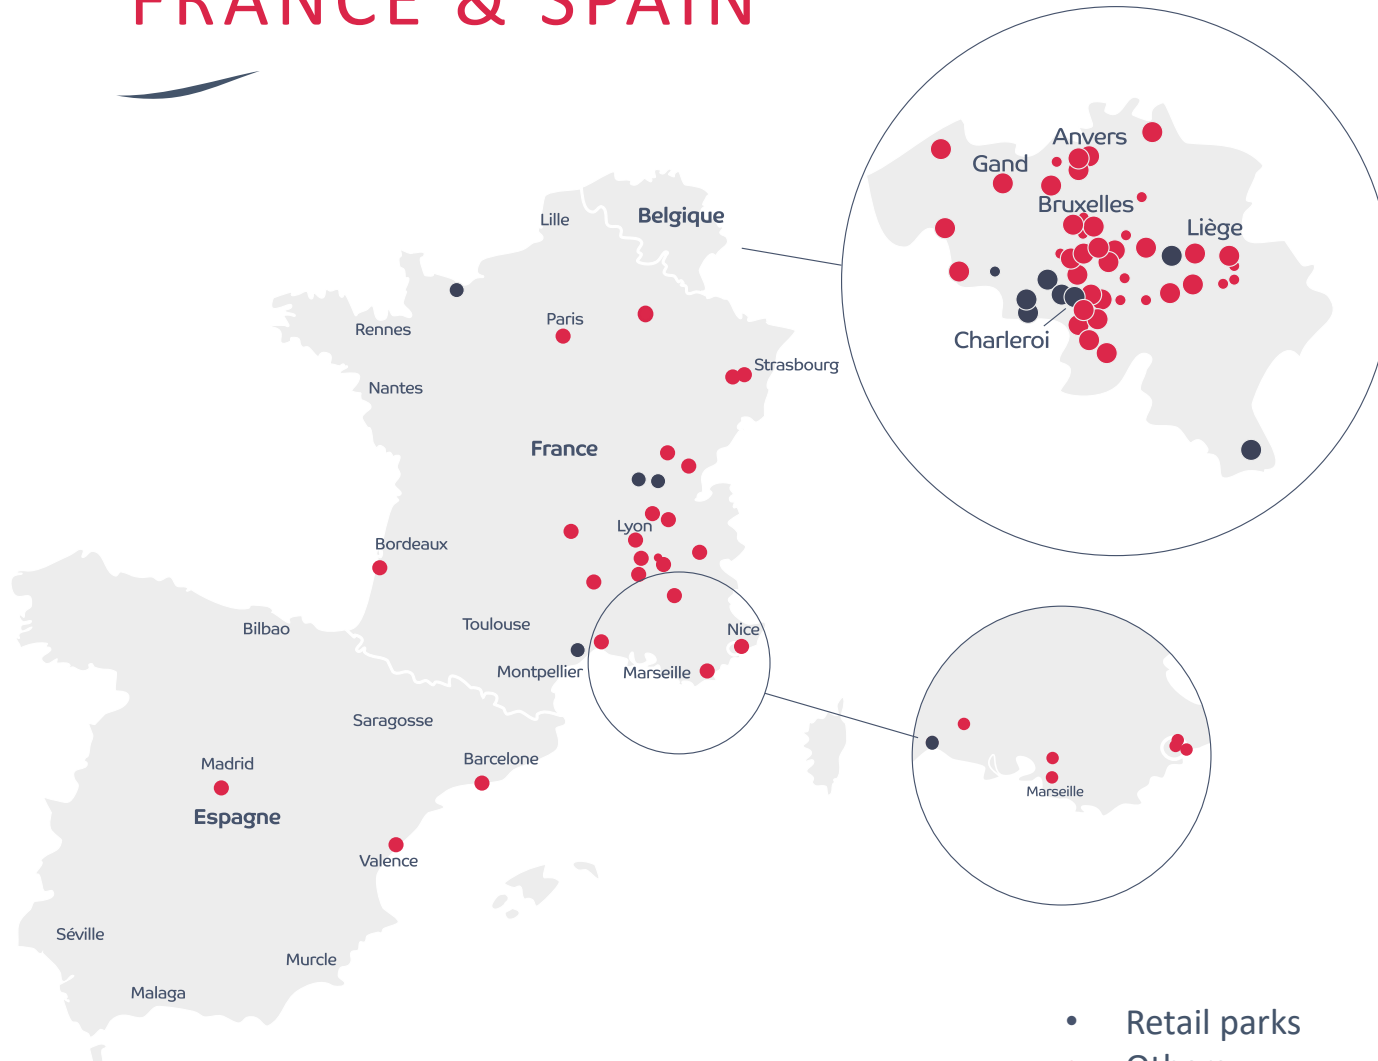 FRANCE & SPAIN
Anvers
Gand
Bruxelles
Liège
Charleroi
Lille
Belgique
Rennes
Paris
Strasbourg
Nantes
France
Lyon
Bordeaux
Bilbao
Toulouse
Nice
Montpellier
Marseille
Saragosse
Madrid
Barcelone
Espagne
Valence
Marseille
Séville
Murcle
Malaga
• Retail parks
Others